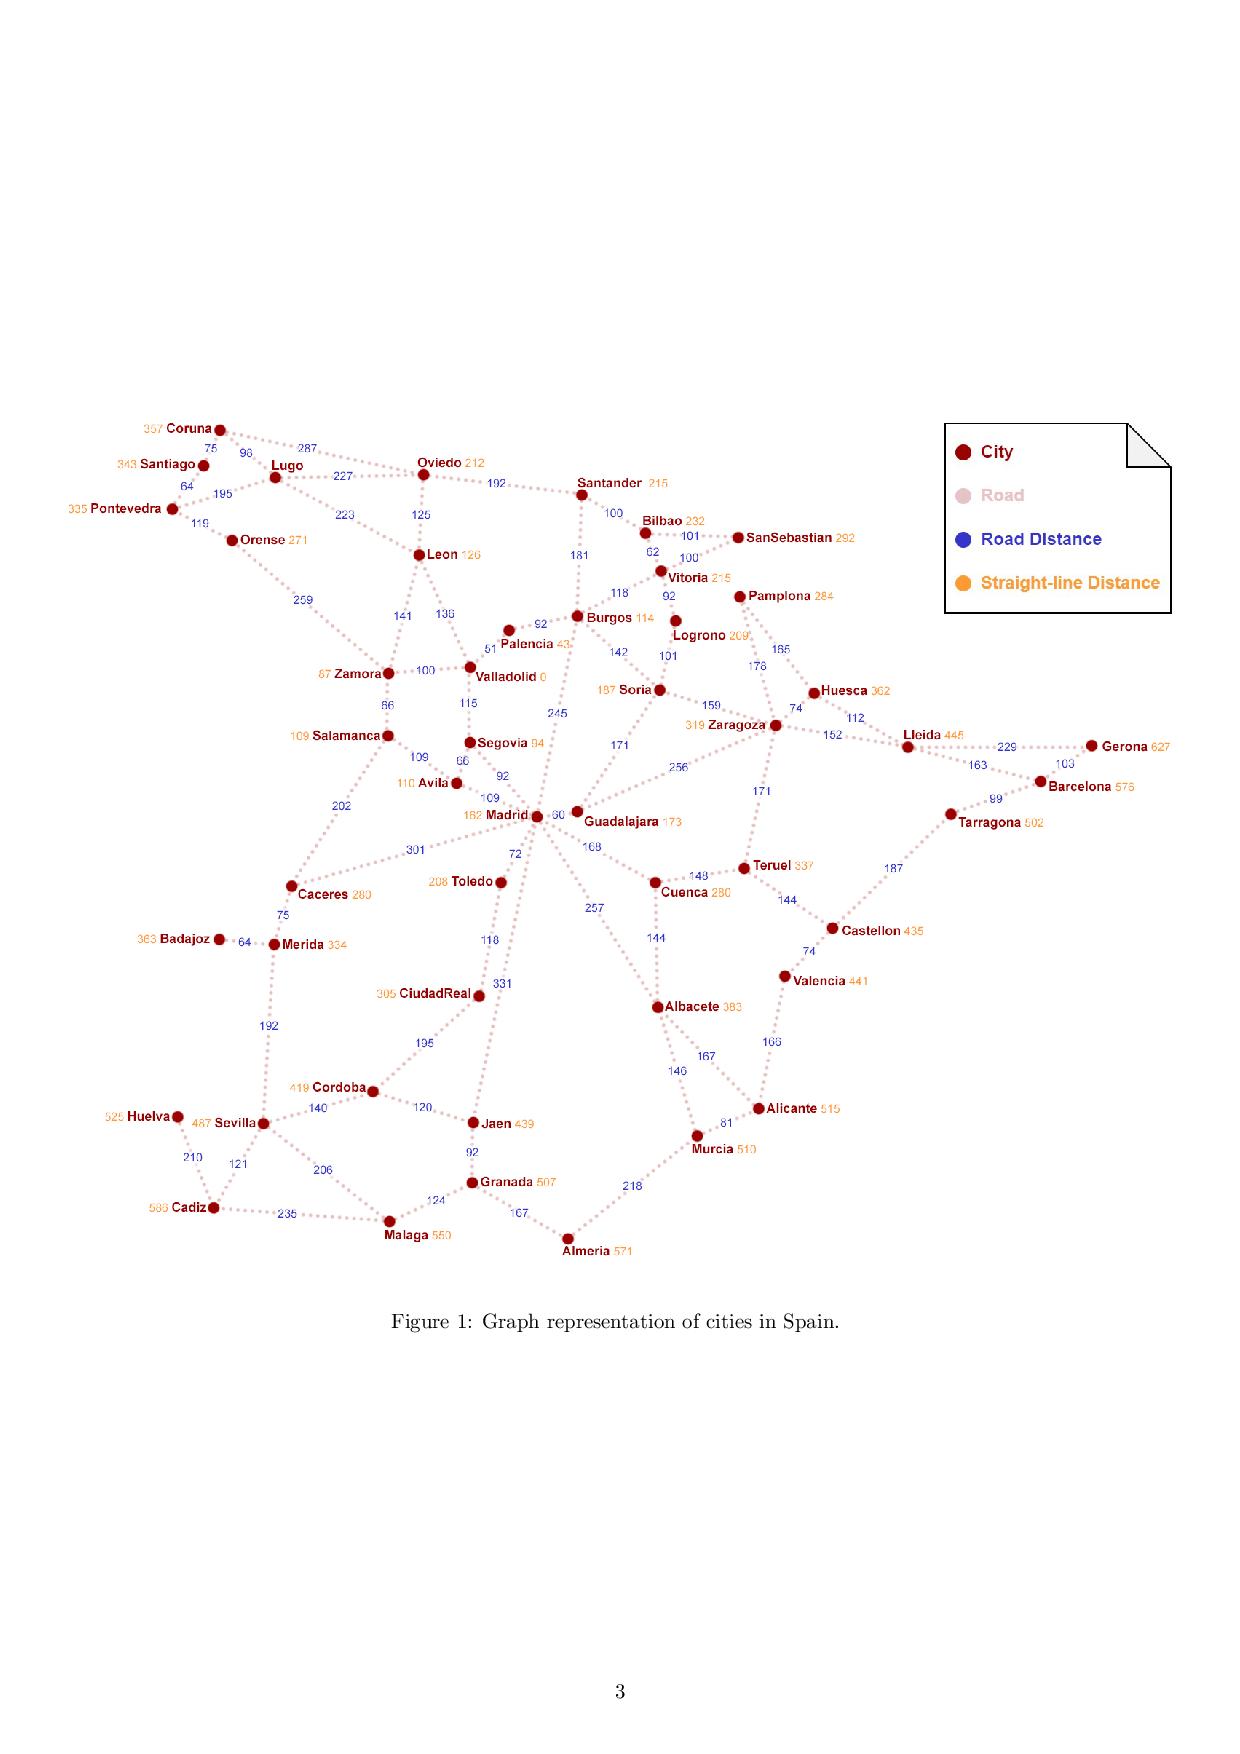 357 Coruna
75
98
287
343 Santiago
Lugo
Oviedo 212
64
195
227
192
Santander 215
335 Pontevedra
119
223
125
100
Bilbao 232
101
SanSebastian 292
Orense 271
Leon 126
181
62
100
Vitoria 215
259
141
136
118
92
Pamplona 284
92
Burgos 114
Logrono 209
51
Palencia 43
142
101
165
178
87 Zamora
100
Valladolid 0
187 Soria
Huesca 362
66
115
245
159
74
112
319 Zaragoza
109 Salamanca
Segovia 94
171
152
Lleida 445
229
Gerona 627
109
66
92
256
163
103
110 Avila
109
171
99
Barcelona 576
202
162 Madrid
60
Guadalajara 173
Tarragona 502
301
72
168
187
208 Toledo
148
Teruel 337
Caceres 280
75
257
Cuenca 280
144
363 Badajoz
64
Merida 334
118
144
Castellon 435
74
331
Valencia 441
305 CiudadReal
Albacete 383
192
195
166
167
146
419 Cordoba
525 Huelva
487 Sevilla
140
120
Jaen 439
Alicante 515
81
Murcia 510
210
121
206
92
Granada 507
218
586 Cadiz
235
124
167
Malaga 550
Almeria 571
City
Road
Road Distance
Straight-line Distance
Figure 1: Graph representation of cities in Spain.
3